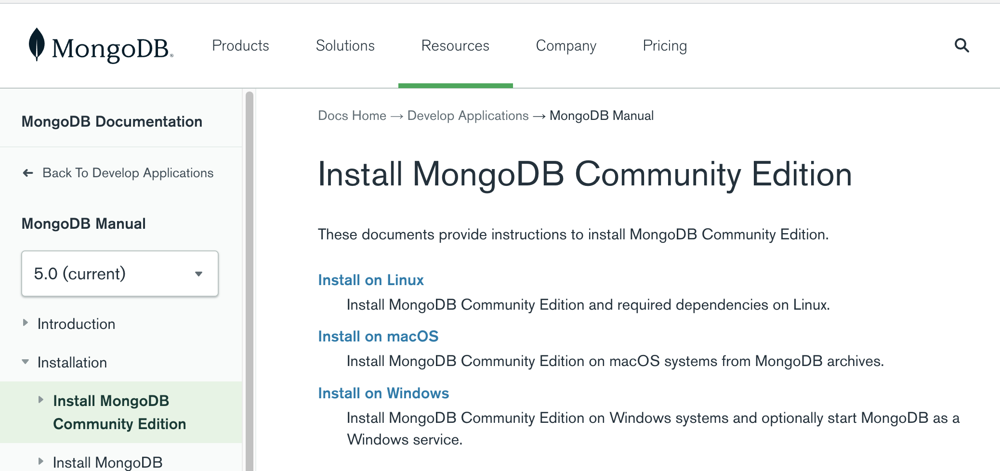 MongoDB®
Products
Solutions
Resources
Company
Pricing
MongoDB Documentation
Back To Develop Applications
MongoDB Manual
5.0 (current)
Introduction
Installation
Install MongoDB
Community Edition
Install MongoDB
Docs Home → Develop Applications → MongoDB Manual
Install MongoDB Community Edition
These documents provide instructions to install MongoDB Community Edition.
Install on Linux
Install MongoDB Community Edition and required dependencies on Linux.
Install on macOS
Install MongoDB Community Edition on macOS systems from MongoDB archives.
Install on Windows
Install MongoDB Community Edition on Windows systems and optionally start MongoDB as a
Windows service.